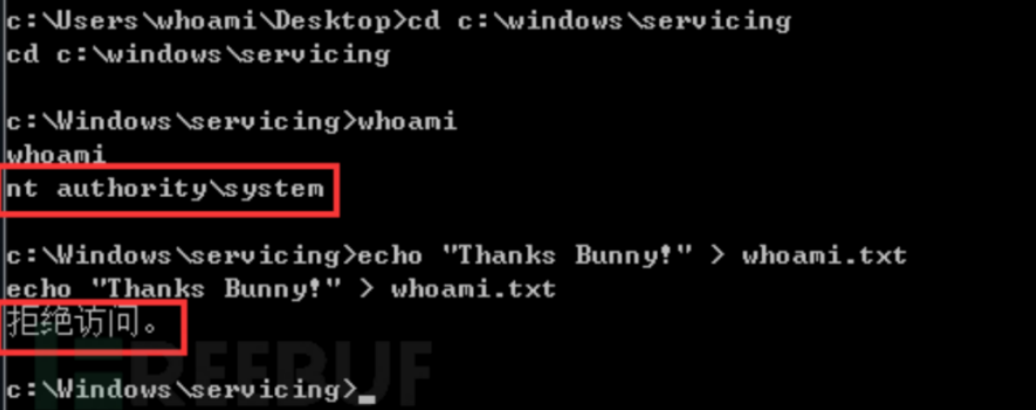 c:\Users\whoami\Desktop>cd c:\windows\servicing
cd c:\windows\servicing
c:\Windows\servicing>whoami
whoami
nt authority\system
c:\Windows\servicing>echo "Thanks Bunny!" > whoami.txt
echo "Thanks Bunny!" > whoami.txt
拒绝访问。
REEBUF
c:\Windows\servicing>_